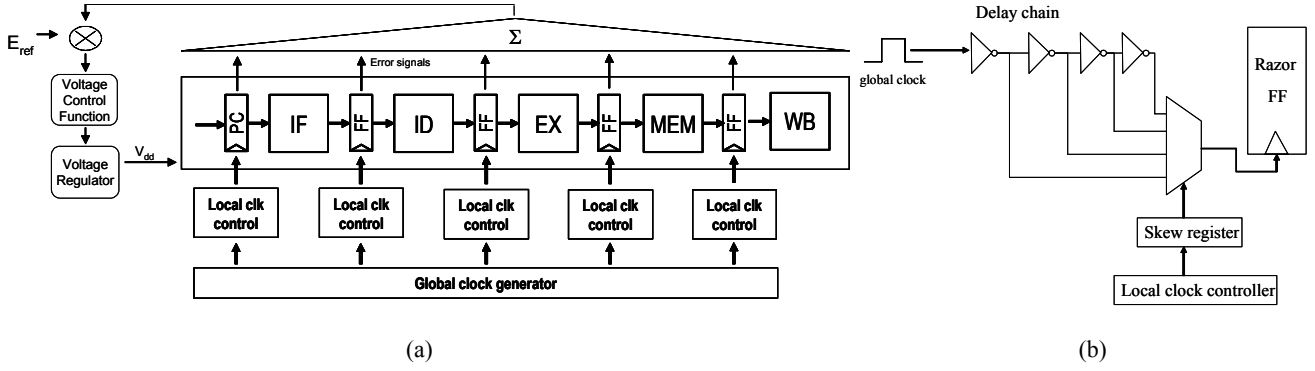 E_ref
Voltage
Control
Function
Voltage
Regulator
V_dd
Σ
Error signals
PC
IF
FF
ID
FF
EX
FF
MEM
FF
WB
Local clk
control
Local clk
control
Local clk
control
Local clk
control
Local clk
control
Global clock generator
(a)
Delay chain
global clock
Razor
FF
Skew register
Local clock controller
(b)